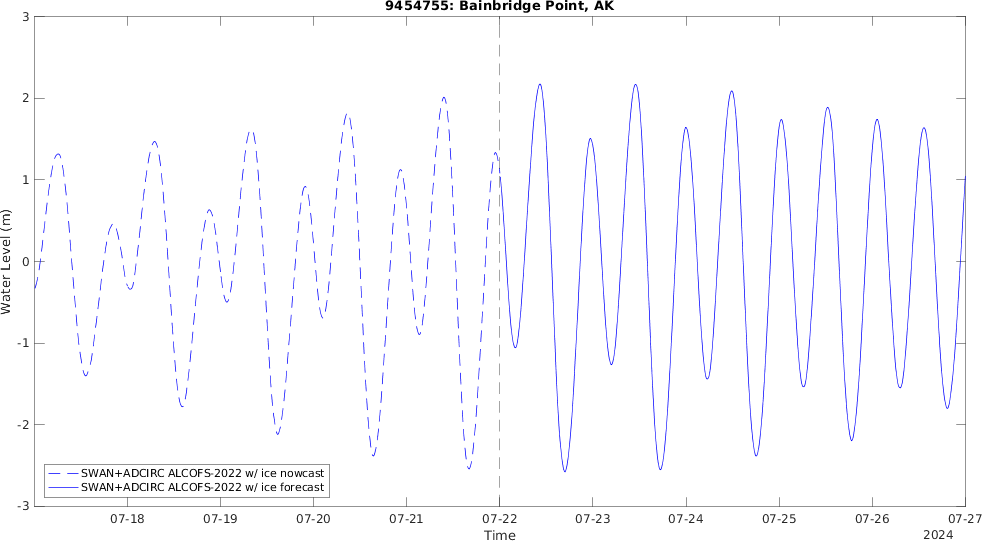 9454755: Bainbridge Point, AK
3
2
1
0
-1
-2
-3
Water Level (m)
SWAN+ADCIRC ALCOFS-2022 w/ ice nowcast
SWAN+ADCIRC ALCOFS-2022 w/ ice forecast
07-18 07-19 07-20 07-21 07-22 07-23 07-24 07-25 07-26 07-27
Time
2024